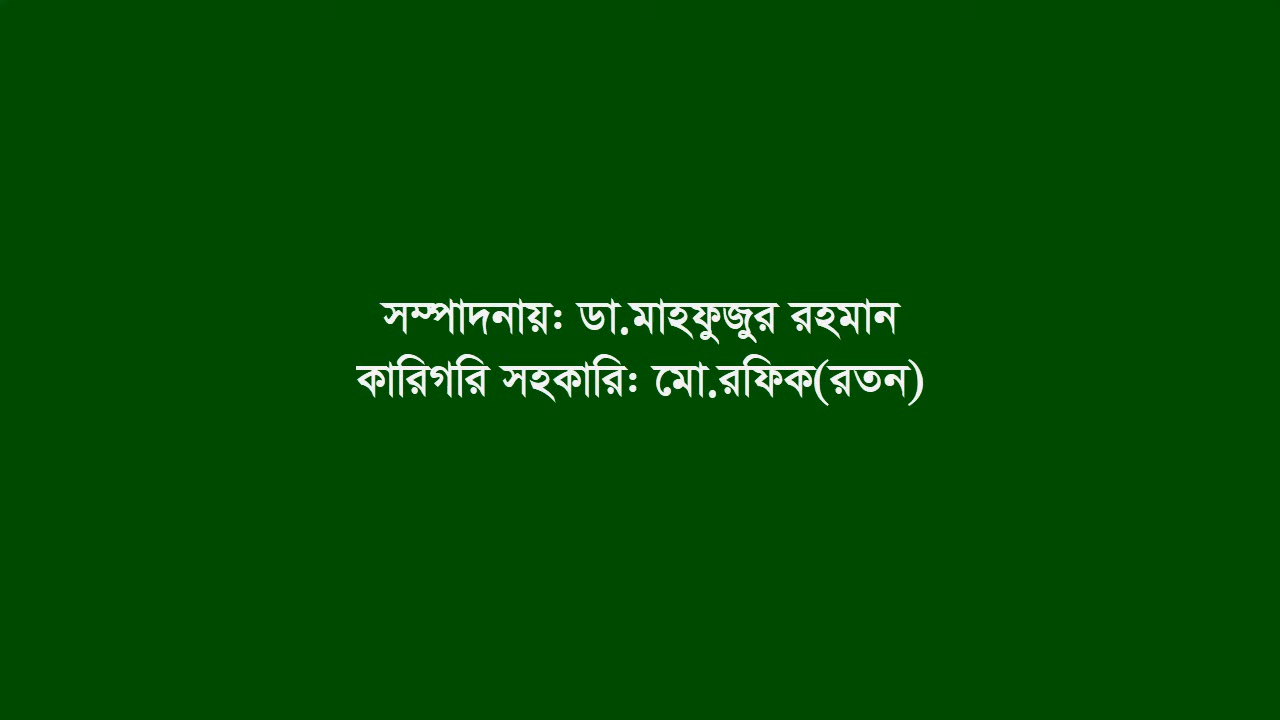 সম্পাদনায়: ডা.মাহফুজুর রহমান
কারিগরি সহকারি: মো.রফিক(রতন)